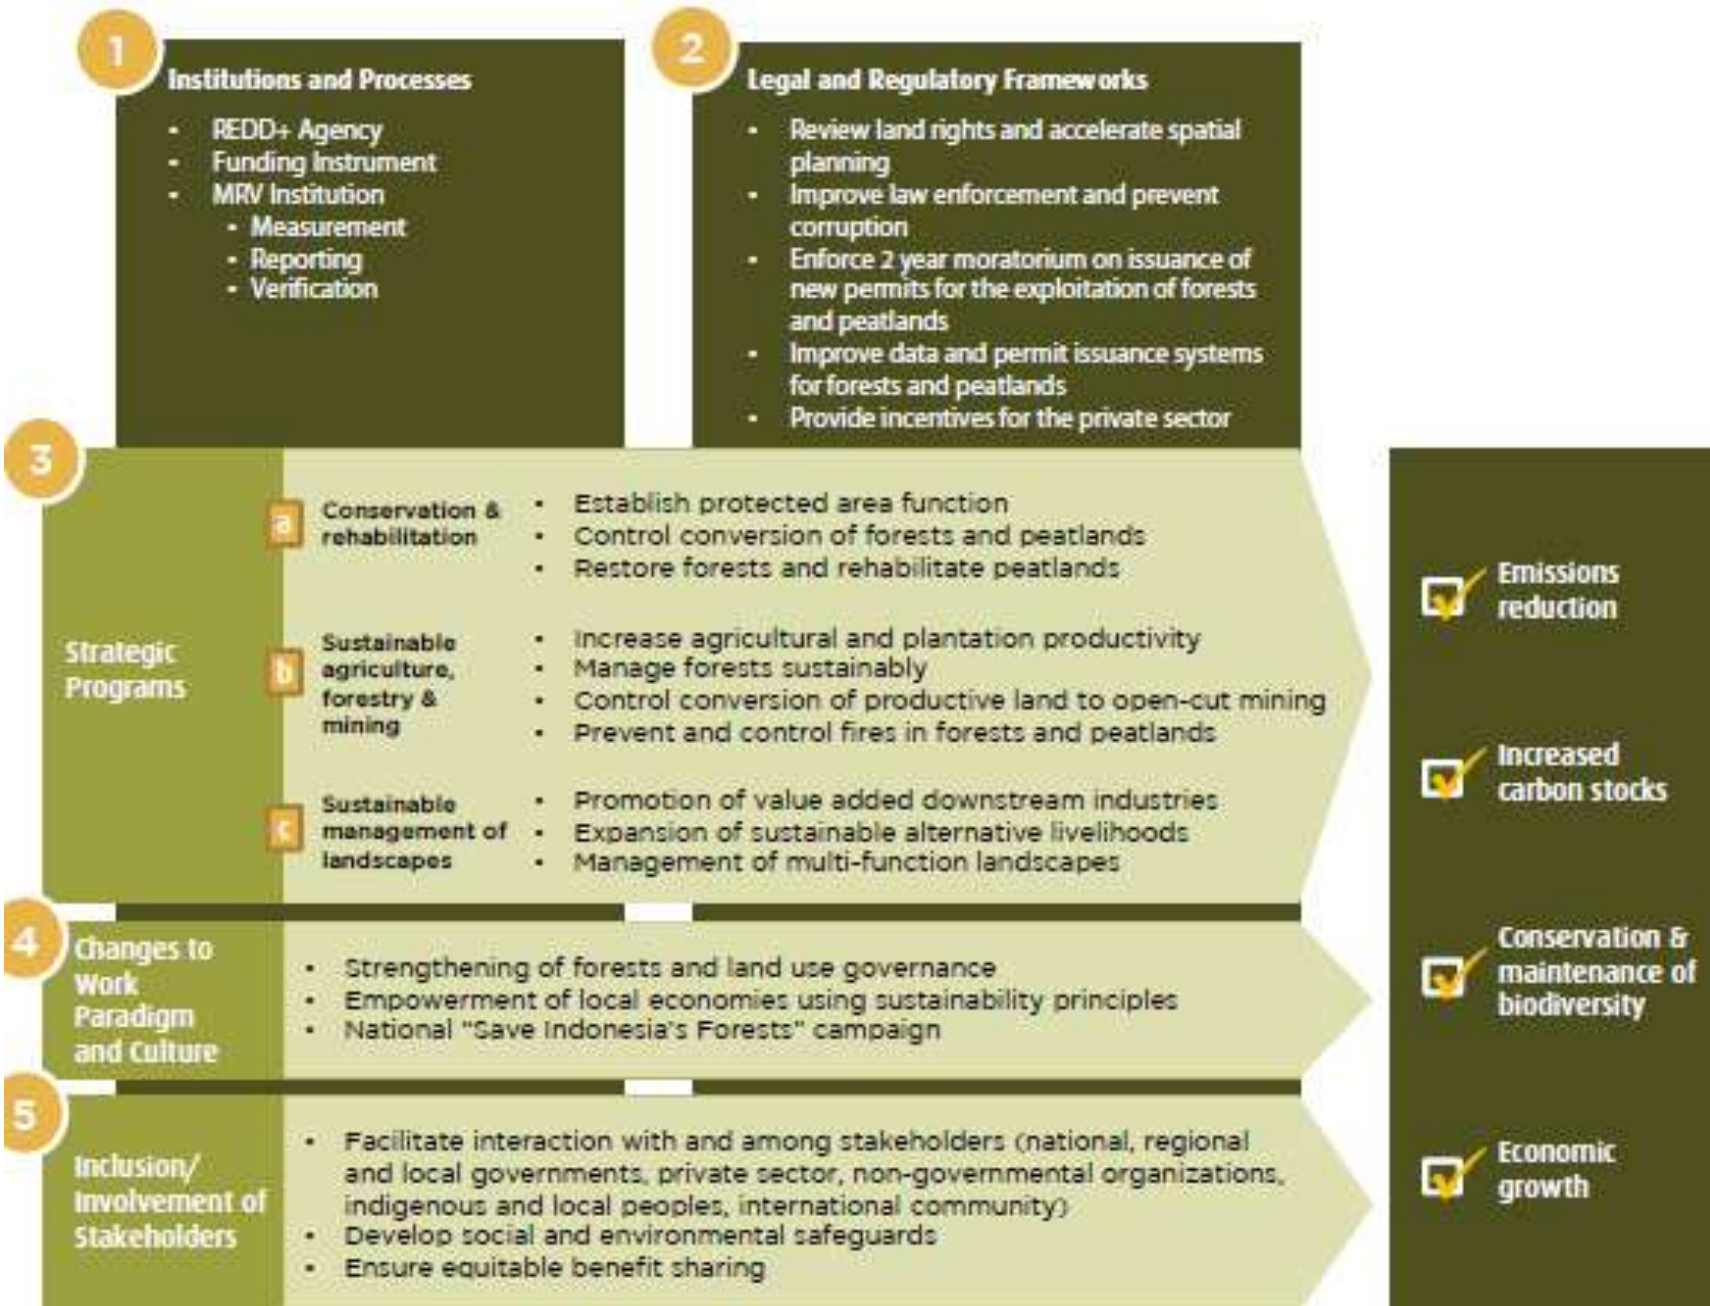 1
Institutions and Processes
• REDD+ Agency
• Funding Instrument
• MRV Institution
• Measurement
• Reporting
• Verification
2
Legal and Regulatory Frameworks
• Review land rights and accelerate spatial
planning
• Improve law enforcement and prevent
corruption
• Enforce 2 year moratorium on issuance of
new permits for the exploitation of forests
and peatlands
• Improve data and permit issuance systems
for forests and peatlands
• Provide incentives for the private sector
3
Strategic
Programs
a
Conservation &
rehabilitation
• Establish protected area function
• Control conversion of forests and peatlands
• Restore forests and rehabilitate peatlands
b
Sustainable
agriculture,
forestry &
mining
• Increase agricultural and plantation productivity
• Manage forests sustainably
• Control conversion of productive land to open-cut mining
• Prevent and control fires in forests and peatlands
c
Sustainable
management of
landscapes
• Promotion of value added downstream industries
• Expansion of sustainable alternative livelihoods
• Management of multi-function landscapes
4
Changes to
Work
Paradigm
and Culture
• Strengthening of forests and land use governance
• Empowerment of local economies using sustainability principles
• National "Save Indonesia's Forests" campaign
5
Inclusion/
Involvement of
Stakeholders
• Facilitate interaction with and among stakeholders (national, regional
and local governments, private sector, non-governmental organizations,
indigenous and local peoples, international community)
• Develop social and environmental safeguards
• Ensure equitable benefit sharing
Emissions
reduction
Increased
carbon stocks
Conservation &
maintenance of
biodiversity
Economic
growth